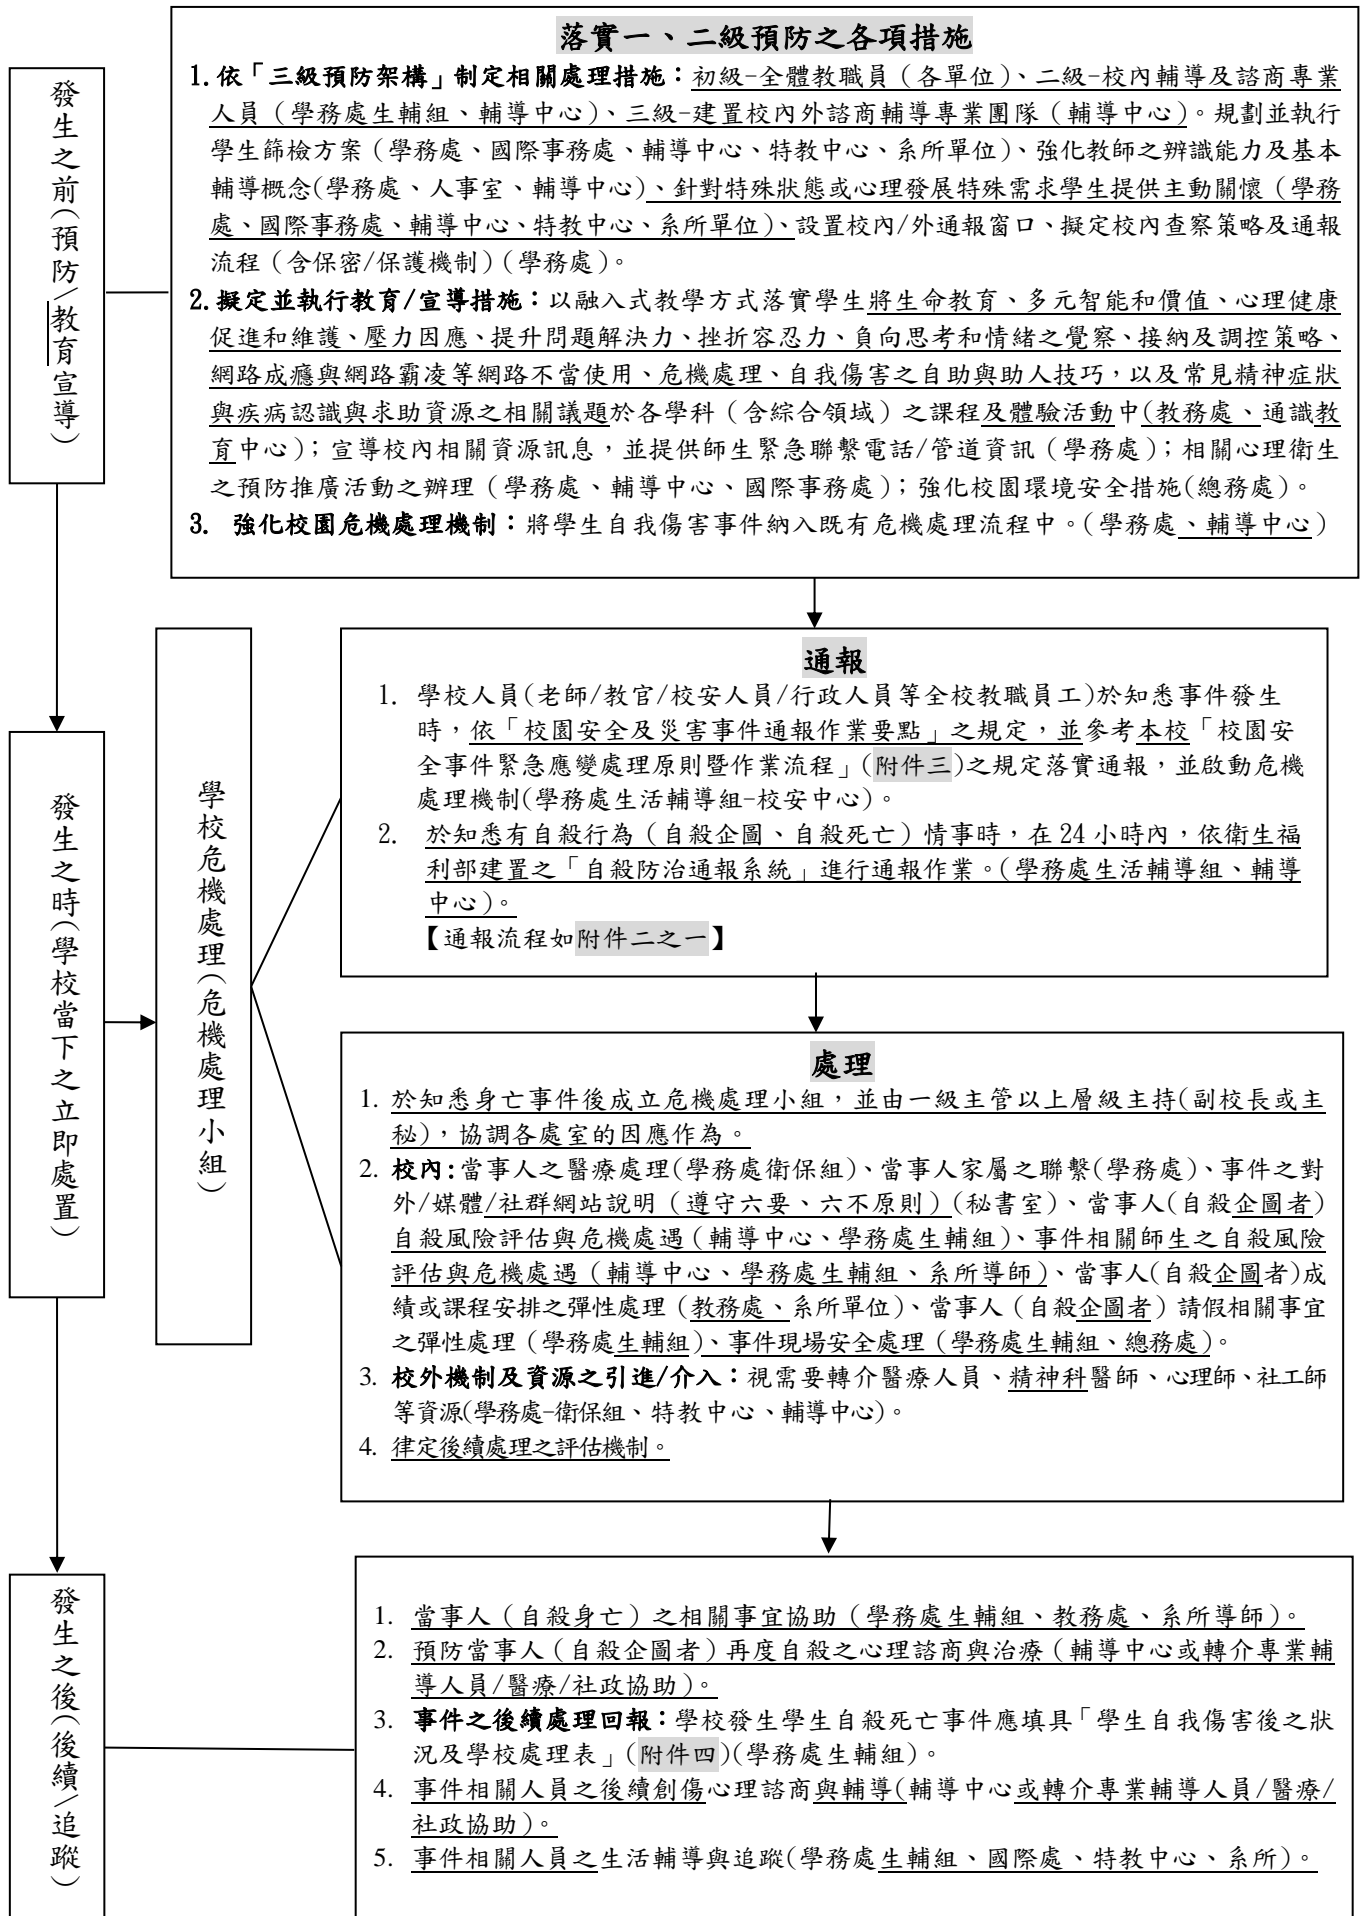 落實一、二級預防之各項措施
1.依「三級預防架構」制定相關處理措施：初級-全體教職員（各單位）、二級-校內輔導及諮商專業
人員（學務處生輔組、輔導中心）、三級-建置校內外諮商輔導專業團隊（輔導中心）。規劃並執行
學生篩檢方案（學務處、國際事務處、輔導中心、特教中心、系所單位）、強化教師之辨識能力及基本
輔導概念(學務處、人事室、輔導中心)、針對特殊狀態或心理發展特殊需求學生提供主動關懷（學務
處、國際事務處、輔導中心、特教中心、系所單位）、設置校內/外通報窗口、擬定校內查察策略及通報
流程（含保密/保護機制）(學務處)。
2.擬定並執行教育/宣導措施：以融入式教學方式落實學生將生命教育、多元智能和價值、心理健康
促進和維護、壓力因應、提升問題解決力、挫折容忍力、負向思考和情緒之覺察、接納及調控策略、
網路成癮與網路霸凌等網路不當使用、危機處理、自我傷害之自助與助人技巧，以及常見精神症狀
與疾病認識與求助資源之相關議題於各學科（含綜合領域）之課程及體驗活動中(教務處、通識教
育中心)；宣導校內相關資源訊息，並提供師生緊急聯繫電話/管道資訊（學務處）；相關心理衛生
之預防推廣活動之辦理（學務處、輔導中心、國際事務處）；強化校園環境安全措施(總務處)。
3. 強化校園危機處理機制：將學生自我傷害事件納入既有危機處理流程中。(學務處、輔導中心)
發生之前(預防/教育宣導)
通報
1. 學校人員(老師/教官/校安人員/行政人員等全校教職員工)於知悉事件發生
時，依「校園安全及災害事件通報作業要點」之規定，並參考本校「校園安
全事件緊急應變處理原則暨作業流程」(附件三)之規定落實通報，並啟動危機
處理機制(學務處生活輔導組-校安中心)。
2. 於知悉有自殺行為（自殺企圖、自殺死亡）情事時，在 24 小時內，依衛生福
利部建置之「自殺防治通報系統」進行通報作業。(學務處生活輔導組、輔導
中心)。
【通報流程如附件二之一】
發生之時(學校當下之立即處置)
學校危機處理(危機處理小組)
處理
1. 於知悉身亡事件後成立危機處理小組，並由一級主管以上層級主持(副校長或主
秘)，協調各處室的因應作為。
2. 校內:當事人之醫療處理(學務處衛保組)、當事人家屬之聯繫(學務處)、事件之對
外/媒體/社群網站說明（遵守六要、六不原則）(秘書室)、當事人(自殺企圖者)
自殺風險評估與危機處遇（輔導中心、學務處生輔組）、事件相關師生之自殺風險
評估與危機處遇（輔導中心、學務處生輔組、系所導師）、當事人(自殺企圖者)成
績或課程安排之彈性處理（教務處、系所單位）、當事人（自殺企圖者）請假相關事宜
之彈性處理（學務處生輔組）、事件現場安全處理（學務處生輔組、總務處）。
3. 校外機制及資源之引進/介入：視需要轉介醫療人員、精神科醫師、心理師、社工師
等資源(學務處-衛保組、特教中心、輔導中心)。
4. 律定後續處理之評估機制。
發生之後(後續/追蹤)
1. 當事人（自殺身亡）之相關事宜協助（學務處生輔組、教務處、系所導師）。
2. 預防當事人（自殺企圖者）再度自殺之心理諮商與治療（輔導中心或轉介專業輔
導人員/醫療/社政協助）。
3. 事件之後續處理回報：學校發生學生自殺死亡事件應填具「學生自我傷害後之狀
況及學校處理表」(附件四)(學務處生輔組)。
4. 事件相關人員之後續創傷心理諮商與輔導(輔導中心或轉介專業輔導人員/醫療/
社政協助)。
5. 事件相關人員之生活輔導與追蹤(學務處生輔組、國際處、特教中心、系所)。